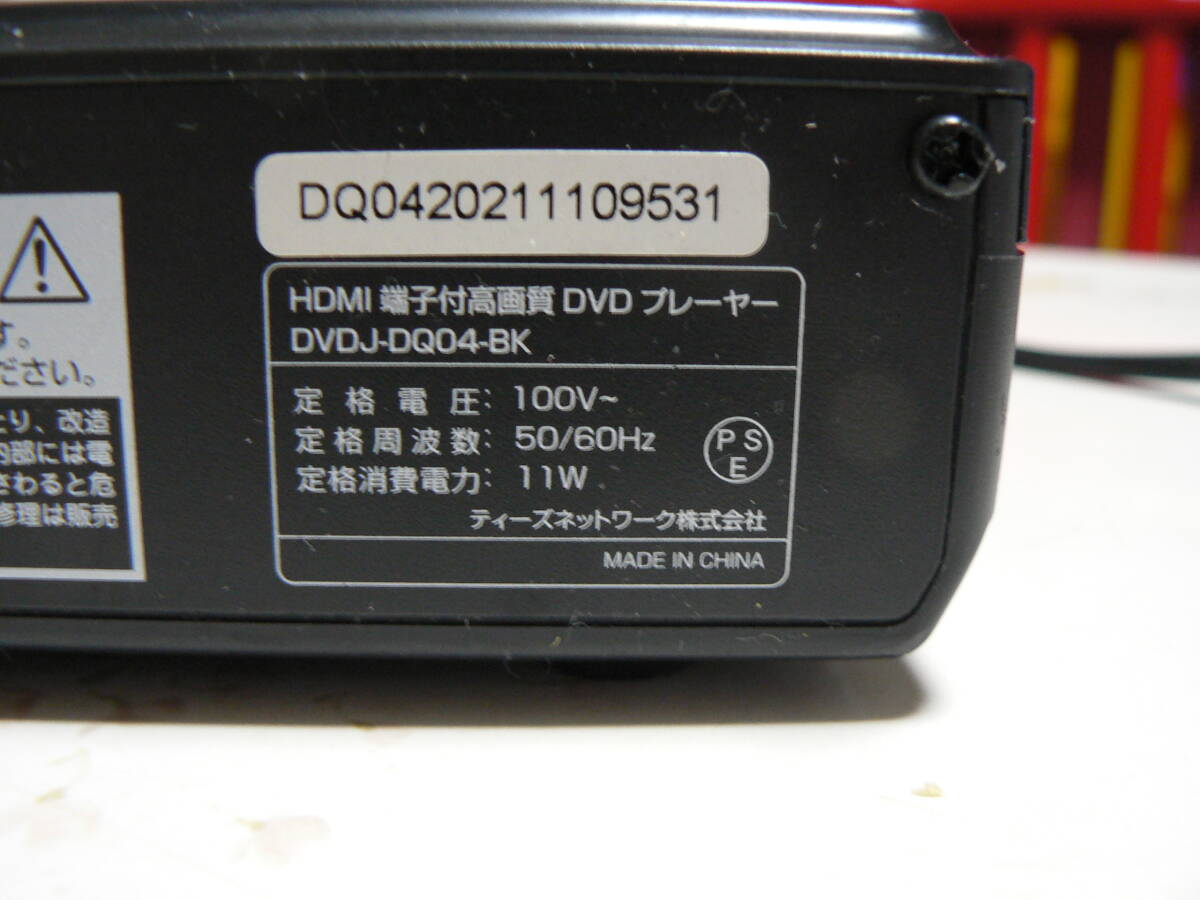 DQ0420211109531
HDMI 端子付高画質 DVD プレーヤー
DVDJ-DQ04-BK
定格電圧: 100V~
定格周波数: 50/60Hz
定格消費電力: 11W
PSE
ティーズネットワーク株式会社
MADE IN CHINA
す。
ださい。
たり、改造
内部には電
さわると危
修理は販売